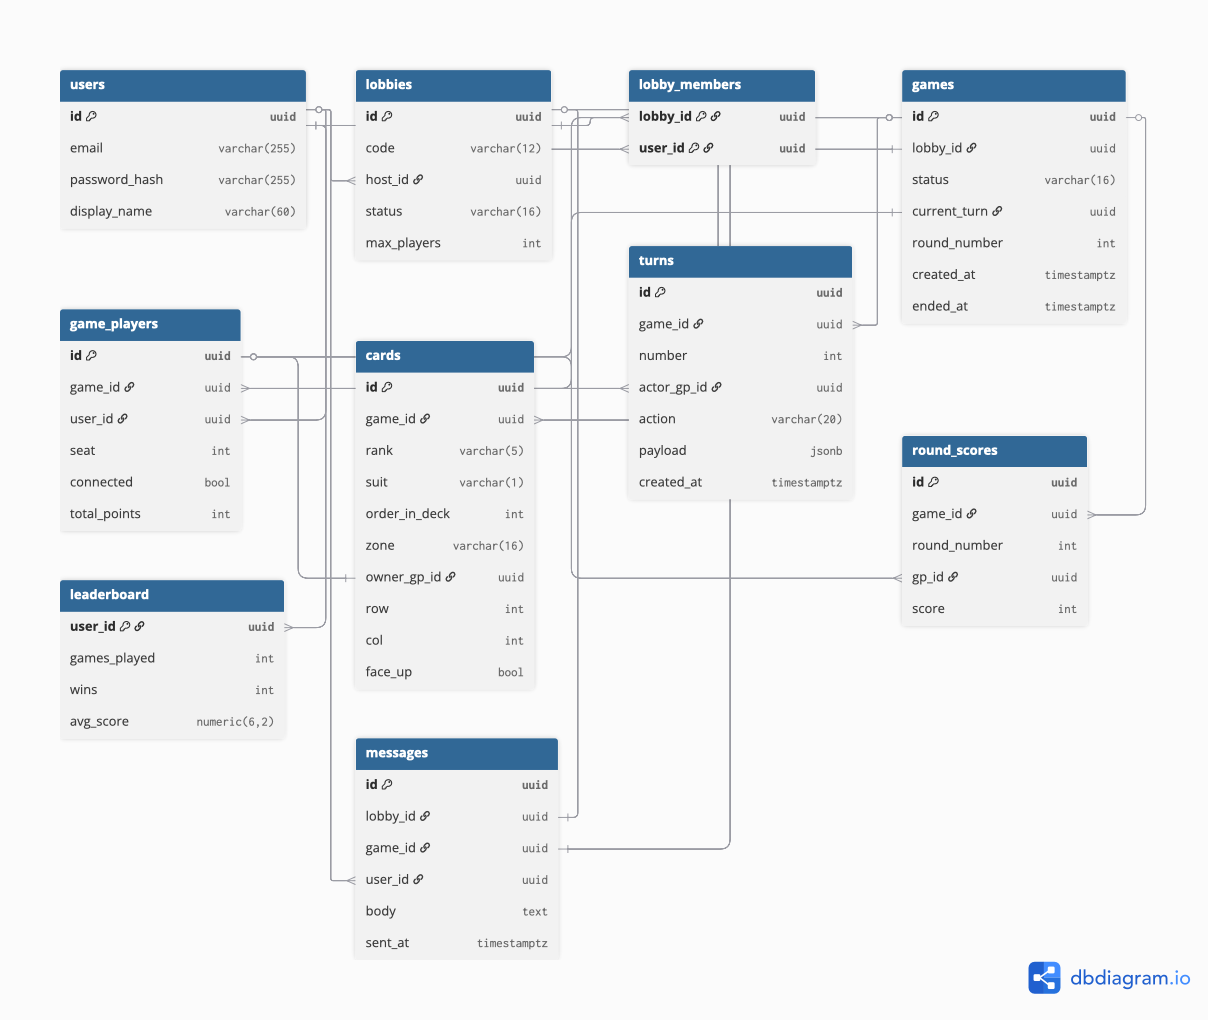 users
id uuid
email varchar(255)
password_hash varchar(255)
display_name varchar(60)
lobbies
id uuid
code varchar(12)
host_id uuid
status varchar(16)
max_players int
lobby_members
lobby_id uuid
user_id uuid
games
id uuid
lobby_id uuid
status varchar(16)
current_turn uuid
round_number int
created_at timestamptz
ended_at timestamptz
turns
id uuid
game_id uuid
number int
actor_gp_id uuid
action varchar(20)
payload jsonb
created_at timestamptz
game_players
id uuid
game_id uuid
user_id uuid
seat int
connected bool
total_points int
cards
id uuid
game_id uuid
rank varchar(5)
suit varchar(1)
order_in_deck int
zone varchar(16)
owner_gp_id uuid
row int
col int
face_up bool
round_scores
id uuid
game_id uuid
round_number int
gp_id uuid
score int
leaderboard
user_id uuid
games_played int
wins int
avg_score numeric(6,2)
messages
id uuid
lobby_id uuid
game_id uuid
user_id uuid
body text
sent_at timestamptz
dbdiagram.io